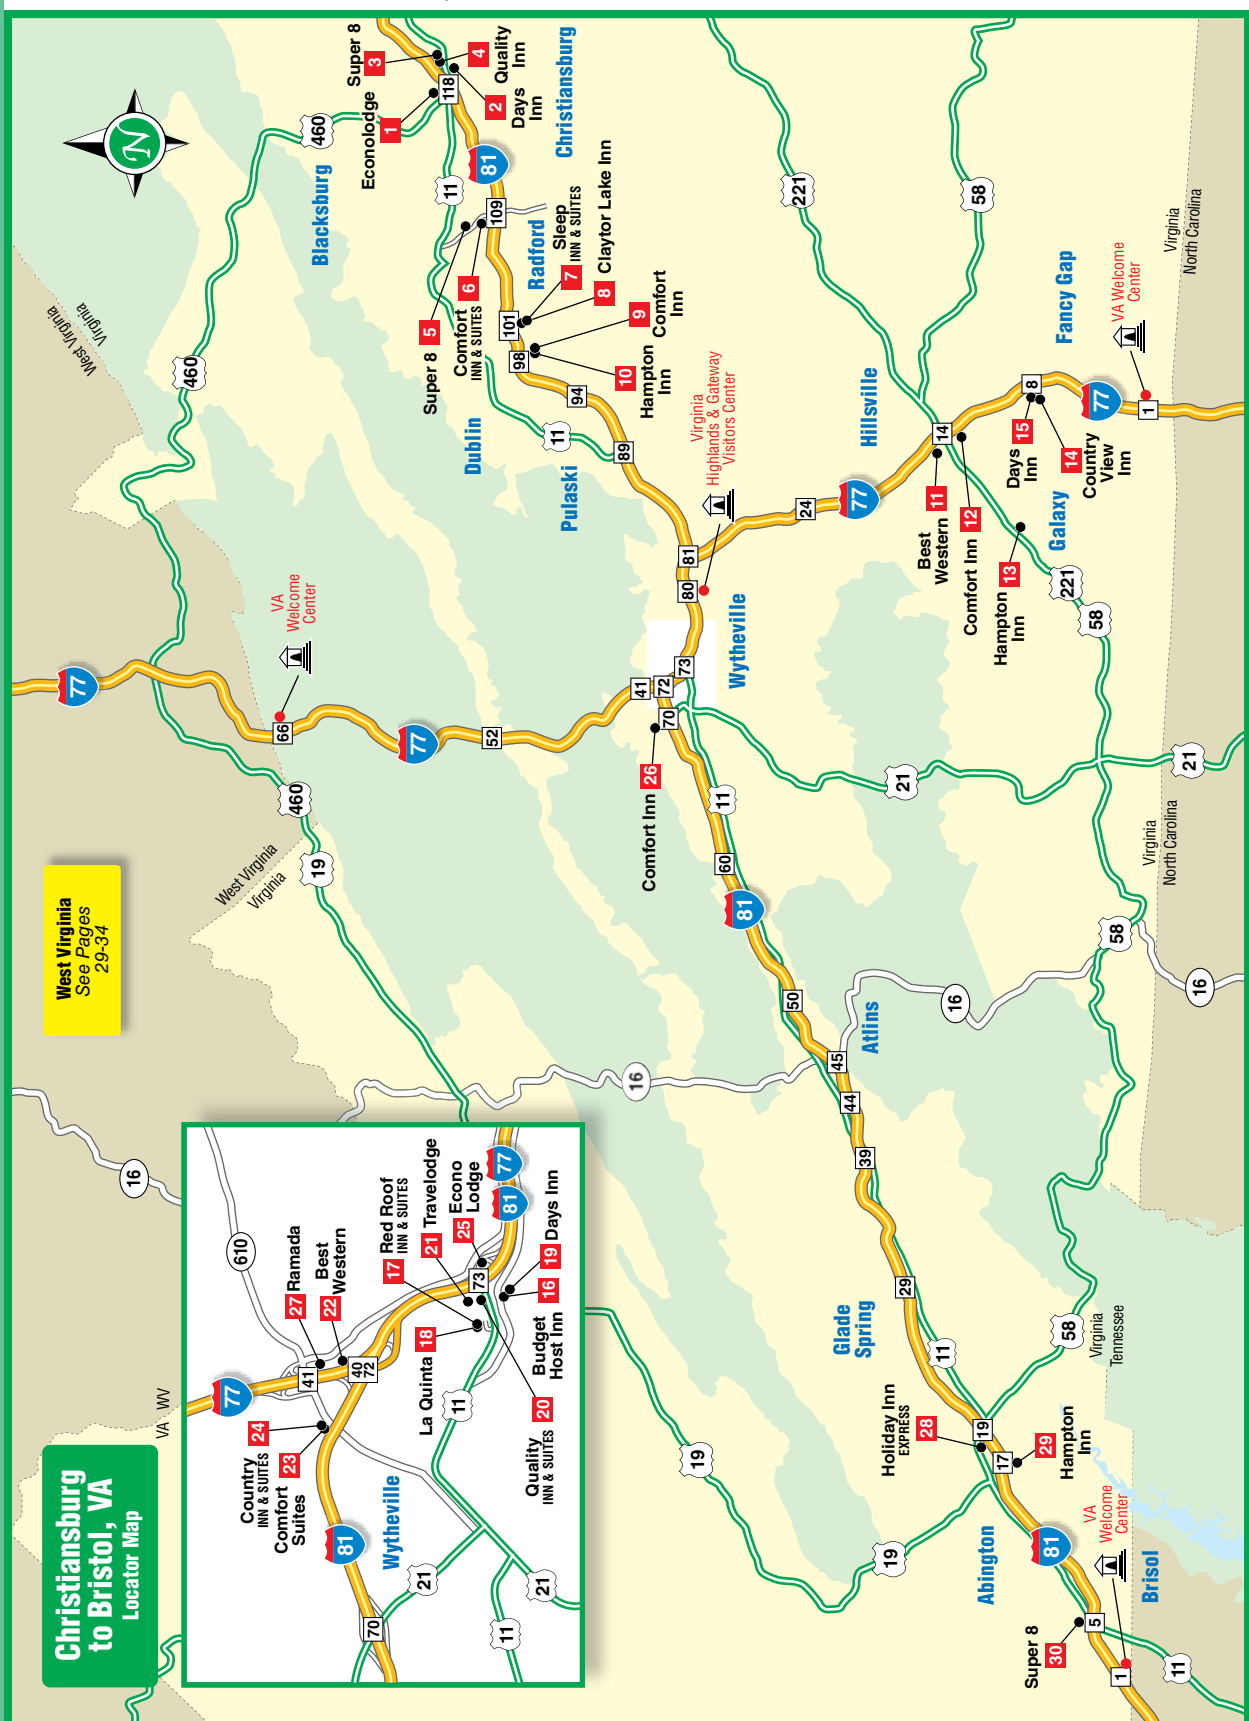 Christiansburg
to Bristol, VA
Locator Map
West Virginia
See Pages
29-34
N
VA
WV
77
610
41
40
72
73
70
81
81
77
11
21
21
11
Wytheville
Country
INN & SUITES
24
Comfort
Suites
23
27 Ramada
22
Best
Western
Red Roof
INN & SUITES
17
21 Travelodge
Econo
Lodge
25
La Quinta 18
19 Days Inn
16
Budget
Host Inn
Quality
INN & SUITES
20
16
West Virginia
Virginia
19
460
77
66
VA
Welcome
Center
77
52
41
72
73
70
Comfort Inn 26
Wytheville
80
81
Virginia
Highlands & Gateway
Visitors Center
West Virginia
Virginia
460
460
Blacksburg
Econolodge
1
Super 8
3
4
Quality
Inn
2
Days
Inn
118
Christiansburg
81
11
109
Radford
Super 8 5
Comfort
INN & SUITES
6
Sleep
INN & SUITES
7
8 Claytor Lake Inn
101
98
9
Comfort
Inn
10
Hampton
Inn
94
Dublin
11
89
Pulaski
24
77
221
58
Hillsville
14
Best
Western
11
Comfort Inn 12
Hampton
Inn
13
Galaxy
Days
Inn
15
14
Country
View
Inn
8
Fancy Gap
77
1
VA Welcome
Center
Virginia
North Carolina
221
58
21
21
Virginia
North Carolina
11
60
81
50
Atlins
45
44
16
16
16
58
39
29
Glade
Spring
11
58
Virginia
Tennessee
19
19
Holiday Inn
EXPRESS
28
19
17
29
Hampton
Inn
Abington
81
VA
Welcome
Center
Brisol
Super 8
30
5
1
11